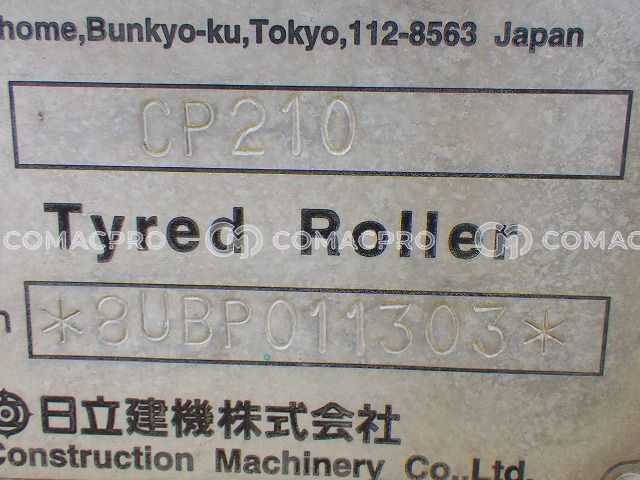 home,Bunkyo-ku,Tokyo,112-8563 Japan
CP210
Tyred Roller
COMACPRO COMACPRO COMACPRO
*8UBP011303*
日立建機株式会社
Construction Machinery Co.,Ltd.